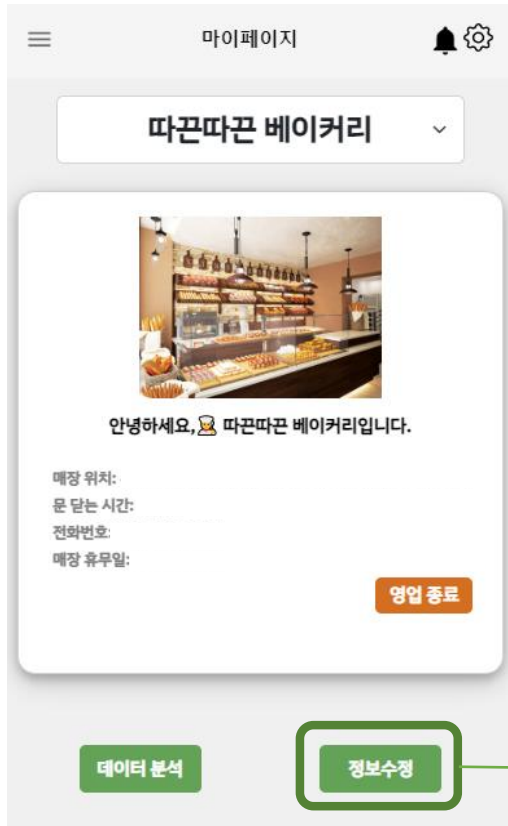 마이페이지
따끈따끈 베이커리
안녕하세요, 따끈따끈 베이커리입니다.
매장 위치:
문 닫는 시간:
전화번호:
매장 휴무일:
영업 종료
데이터 분석
정보수정